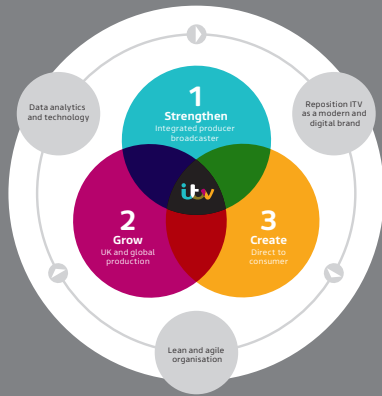 1
Strengthen
Integrated producer
broadcaster
Data analytics
and technology
Reposition ITV
as a modern and
digital brand
itv
2
Grow
UK and global
production
3
Create
Direct to
consumer
Lean and agile
organisation